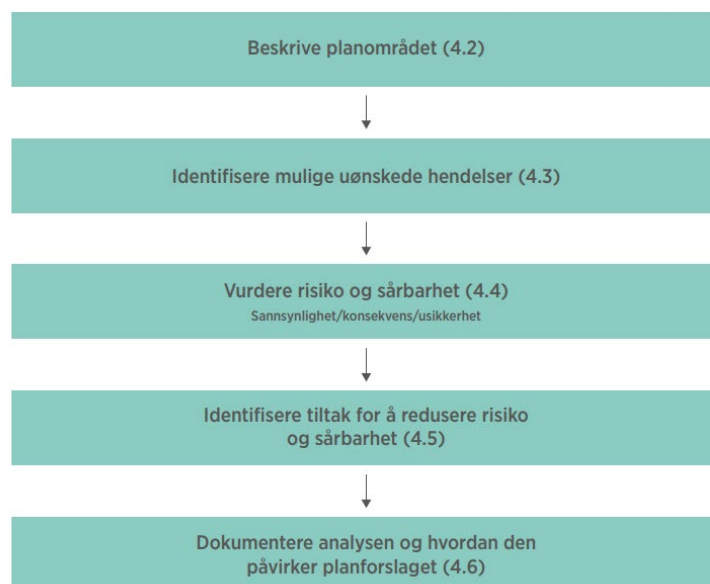 Beskrive planområdet (4.2)
Identifisere mulige uønskede hendelser (4.3)
Vurdere risiko og sårbarhet (4.4)
Sannsynlighet/konsekvens/usikkerhet
Identifisere tiltak for å redusere risiko
og sårbarhet (4.5)
Dokumentere analysen og hvordan den
påvirker planforslaget (4.6)